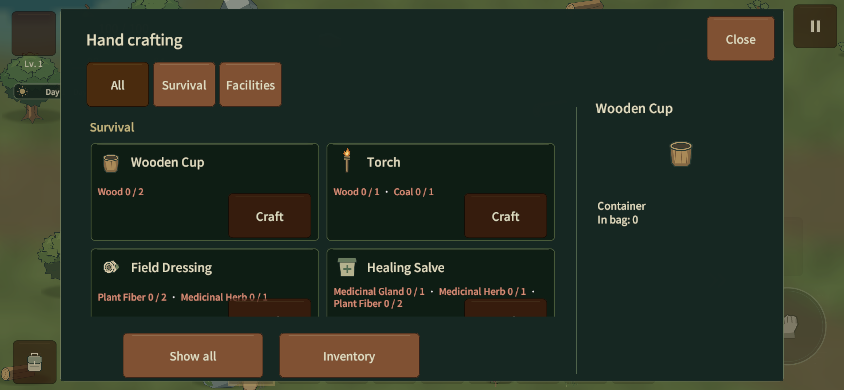 Hand crafting
Close
Lv. 1
All
Survival
Facilities
Day
Wooden Cup
Survival
Wooden Cup
Torch
Wood 0 / 2
Wood 0 / 1 · Coal 0 / 1
Container
In bag: 0
Craft
Craft
Field Dressing
Healing Salve
Plant Fiber 0 / 2 · Medicinal Herb 0 / 1
Medicinal Gland 0 / 1 · Medicinal Herb 0 / 1 ·
Plant Fiber 0 / 2
Show all
Inventory